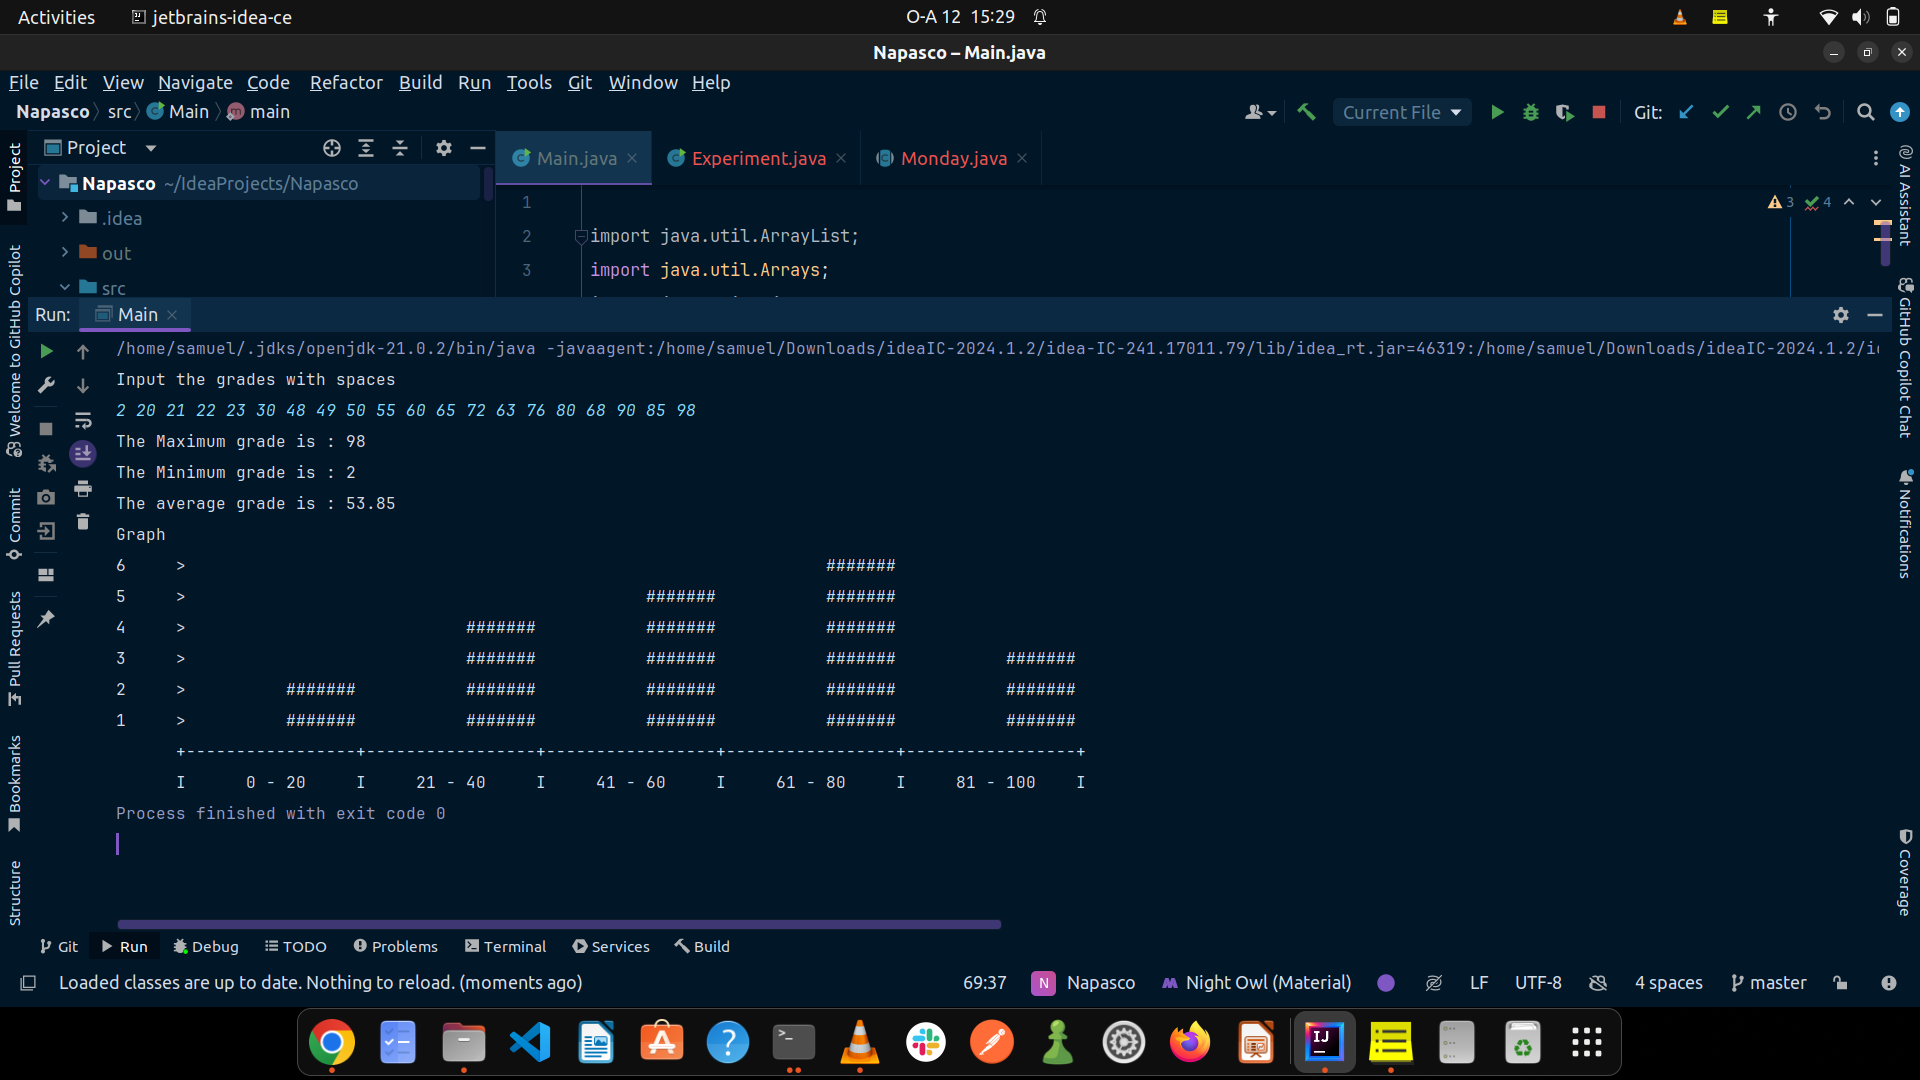 Activities jetbrains-idea-ce O-A 12 15:29
Napasco – Main.java
File Edit View Navigate Code Refactor Build Run Tools Git Window Help
Napasco src Main main Current File Git:
Project Main.java Experiment.java Monday.java
Napasco ~/IdeaProjects/Napasco
.idea
out
src
1
2 import java.util.ArrayList;
3 import java.util.Arrays;
3 4
Run: Main
/home/samuel/.jdks/openjdk-21.0.2/bin/java -javaagent:/home/samuel/Downloads/ideaIC-2024.1.2/idea-IC-241.17011.79/lib/idea_rt.jar=46319:/home/samuel/Downloads/ideaIC-2024.1.2/i
Input the grades with spaces
2 20 21 22 23 30 48 49 50 55 60 65 72 63 76 80 68 90 85 98
The Maximum grade is : 98
The Minimum grade is : 2
The average grade is : 53.85
Graph
6     >                                                                #######
5     >                                              #######           #######
4     >                            #######           #######           #######
3     >                            #######           #######           #######           #######
2     >          #######           #######           #######           #######           #######
1     >          #######           #######           #######           #######           #######
      +-----------------+-----------------+-----------------+-----------------+-----------------+
      I      0 - 20     I     21 - 40     I     41 - 60     I     61 - 80     I     81 - 100    I
Process finished with exit code 0
Project
Welcome to GitHub Copilot
Commit
Pull Requests
Bookmarks
Structure
AI Assistant
GitHub Copilot Chat
Notifications
Coverage
Git Run Debug TODO Problems Terminal Services Build
Loaded classes are up to date. Nothing to reload. (moments ago) 69:37 N Napasco Night Owl (Material) LF UTF-8 4 spaces master
IJ